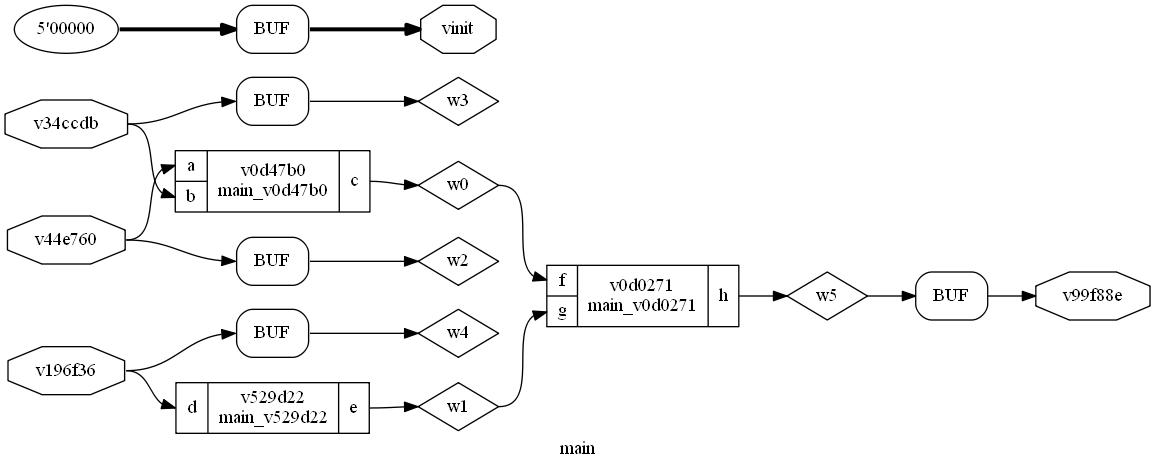 5'00000
BUF
vinit
v34ccdb
BUF
w3
a
b
v0d47b0
main_v0d47b0
c
w0
v44e760
BUF
w2
f
g
v0d0271
main_v0d0271
h
w5
BUF
v99f88e
BUF
w4
v196f36
d
v529d22
main_v529d22
e
w1
main